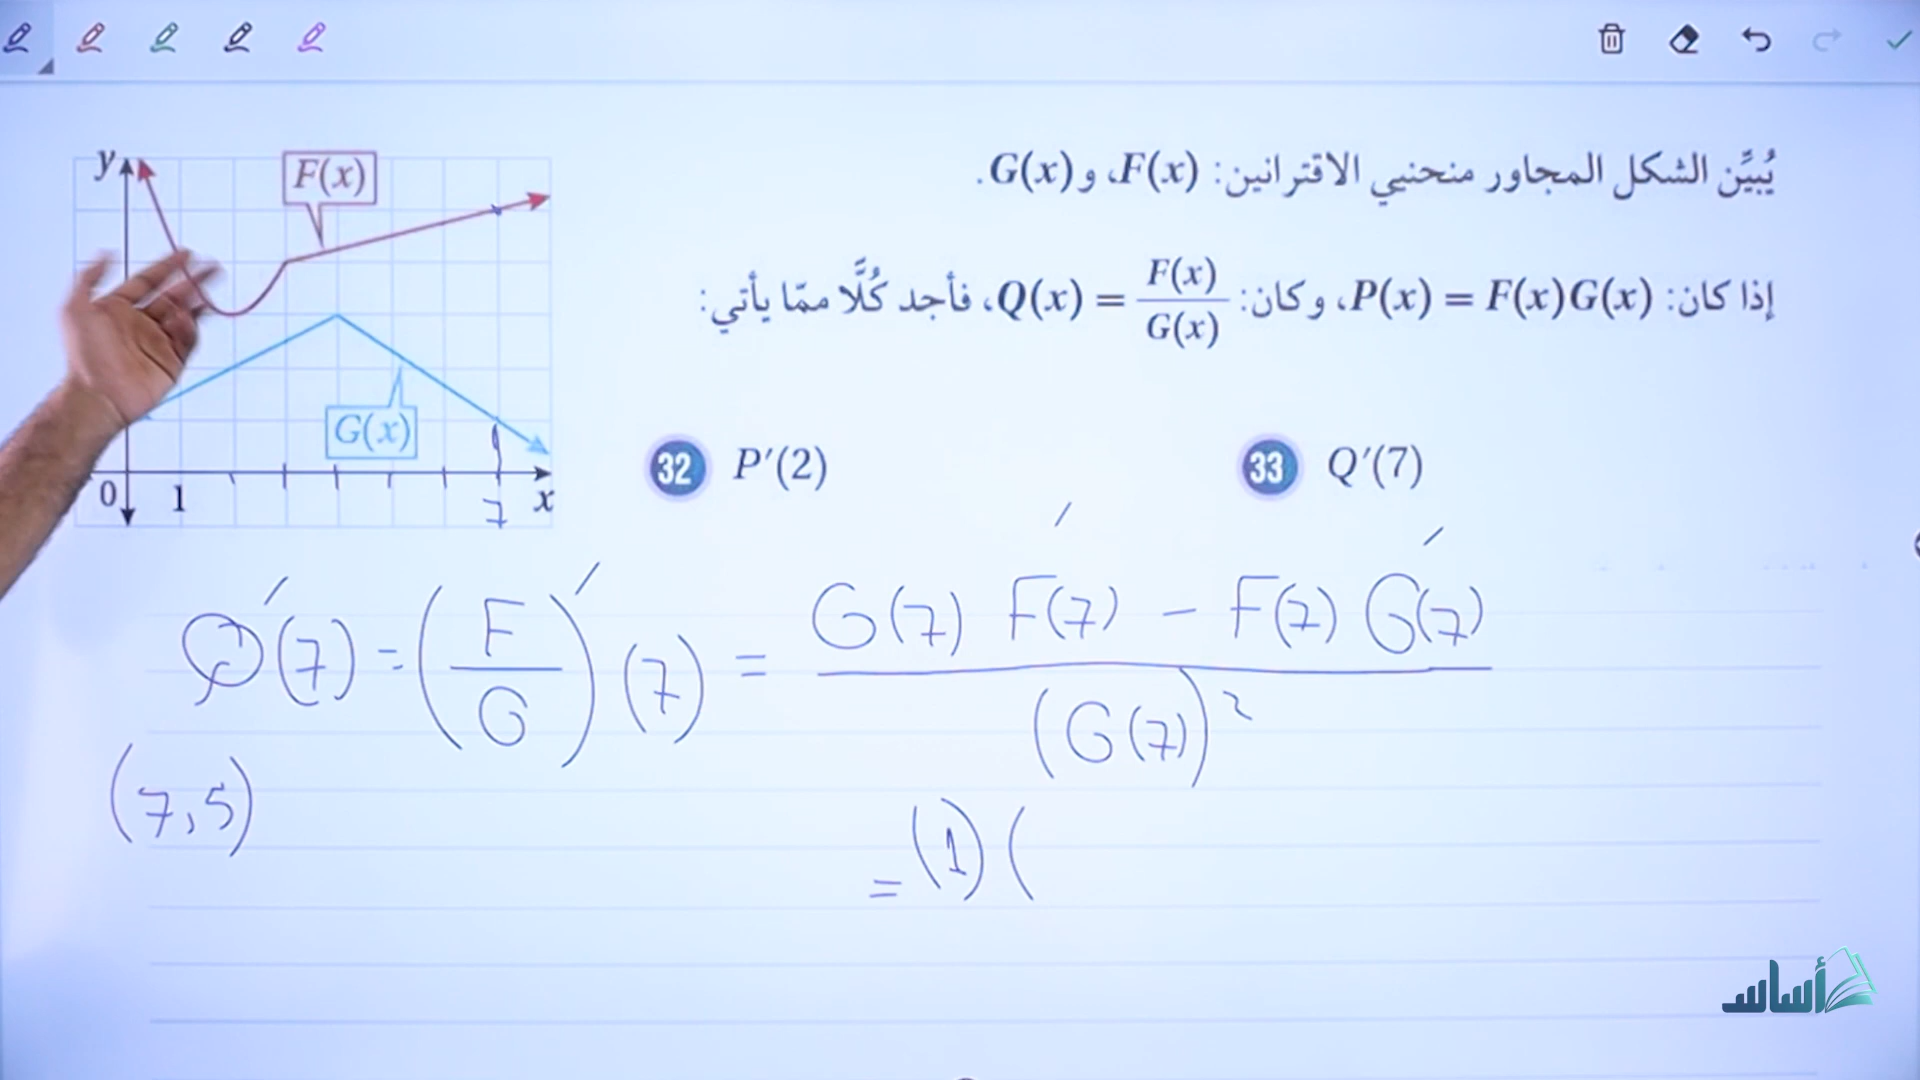 يُبيِّن الشكل المجاور منحنيي الاقترانين: F(x)، وG(x).
إذا كان: P(x) = F(x)G(x)، وكان: Q(x) = F(x)/G(x)، فأجد كُلًّا ممّا يأتي:
y
F(x)
G(x)
0
1
7
x
32 P′(2)
33 Q′(7)
Q′(7) = (F/G)′(7) = (G(7) F′(7) − F(7) G′(7)) / (G(7))²
(7,5)
= (1)(
أساس